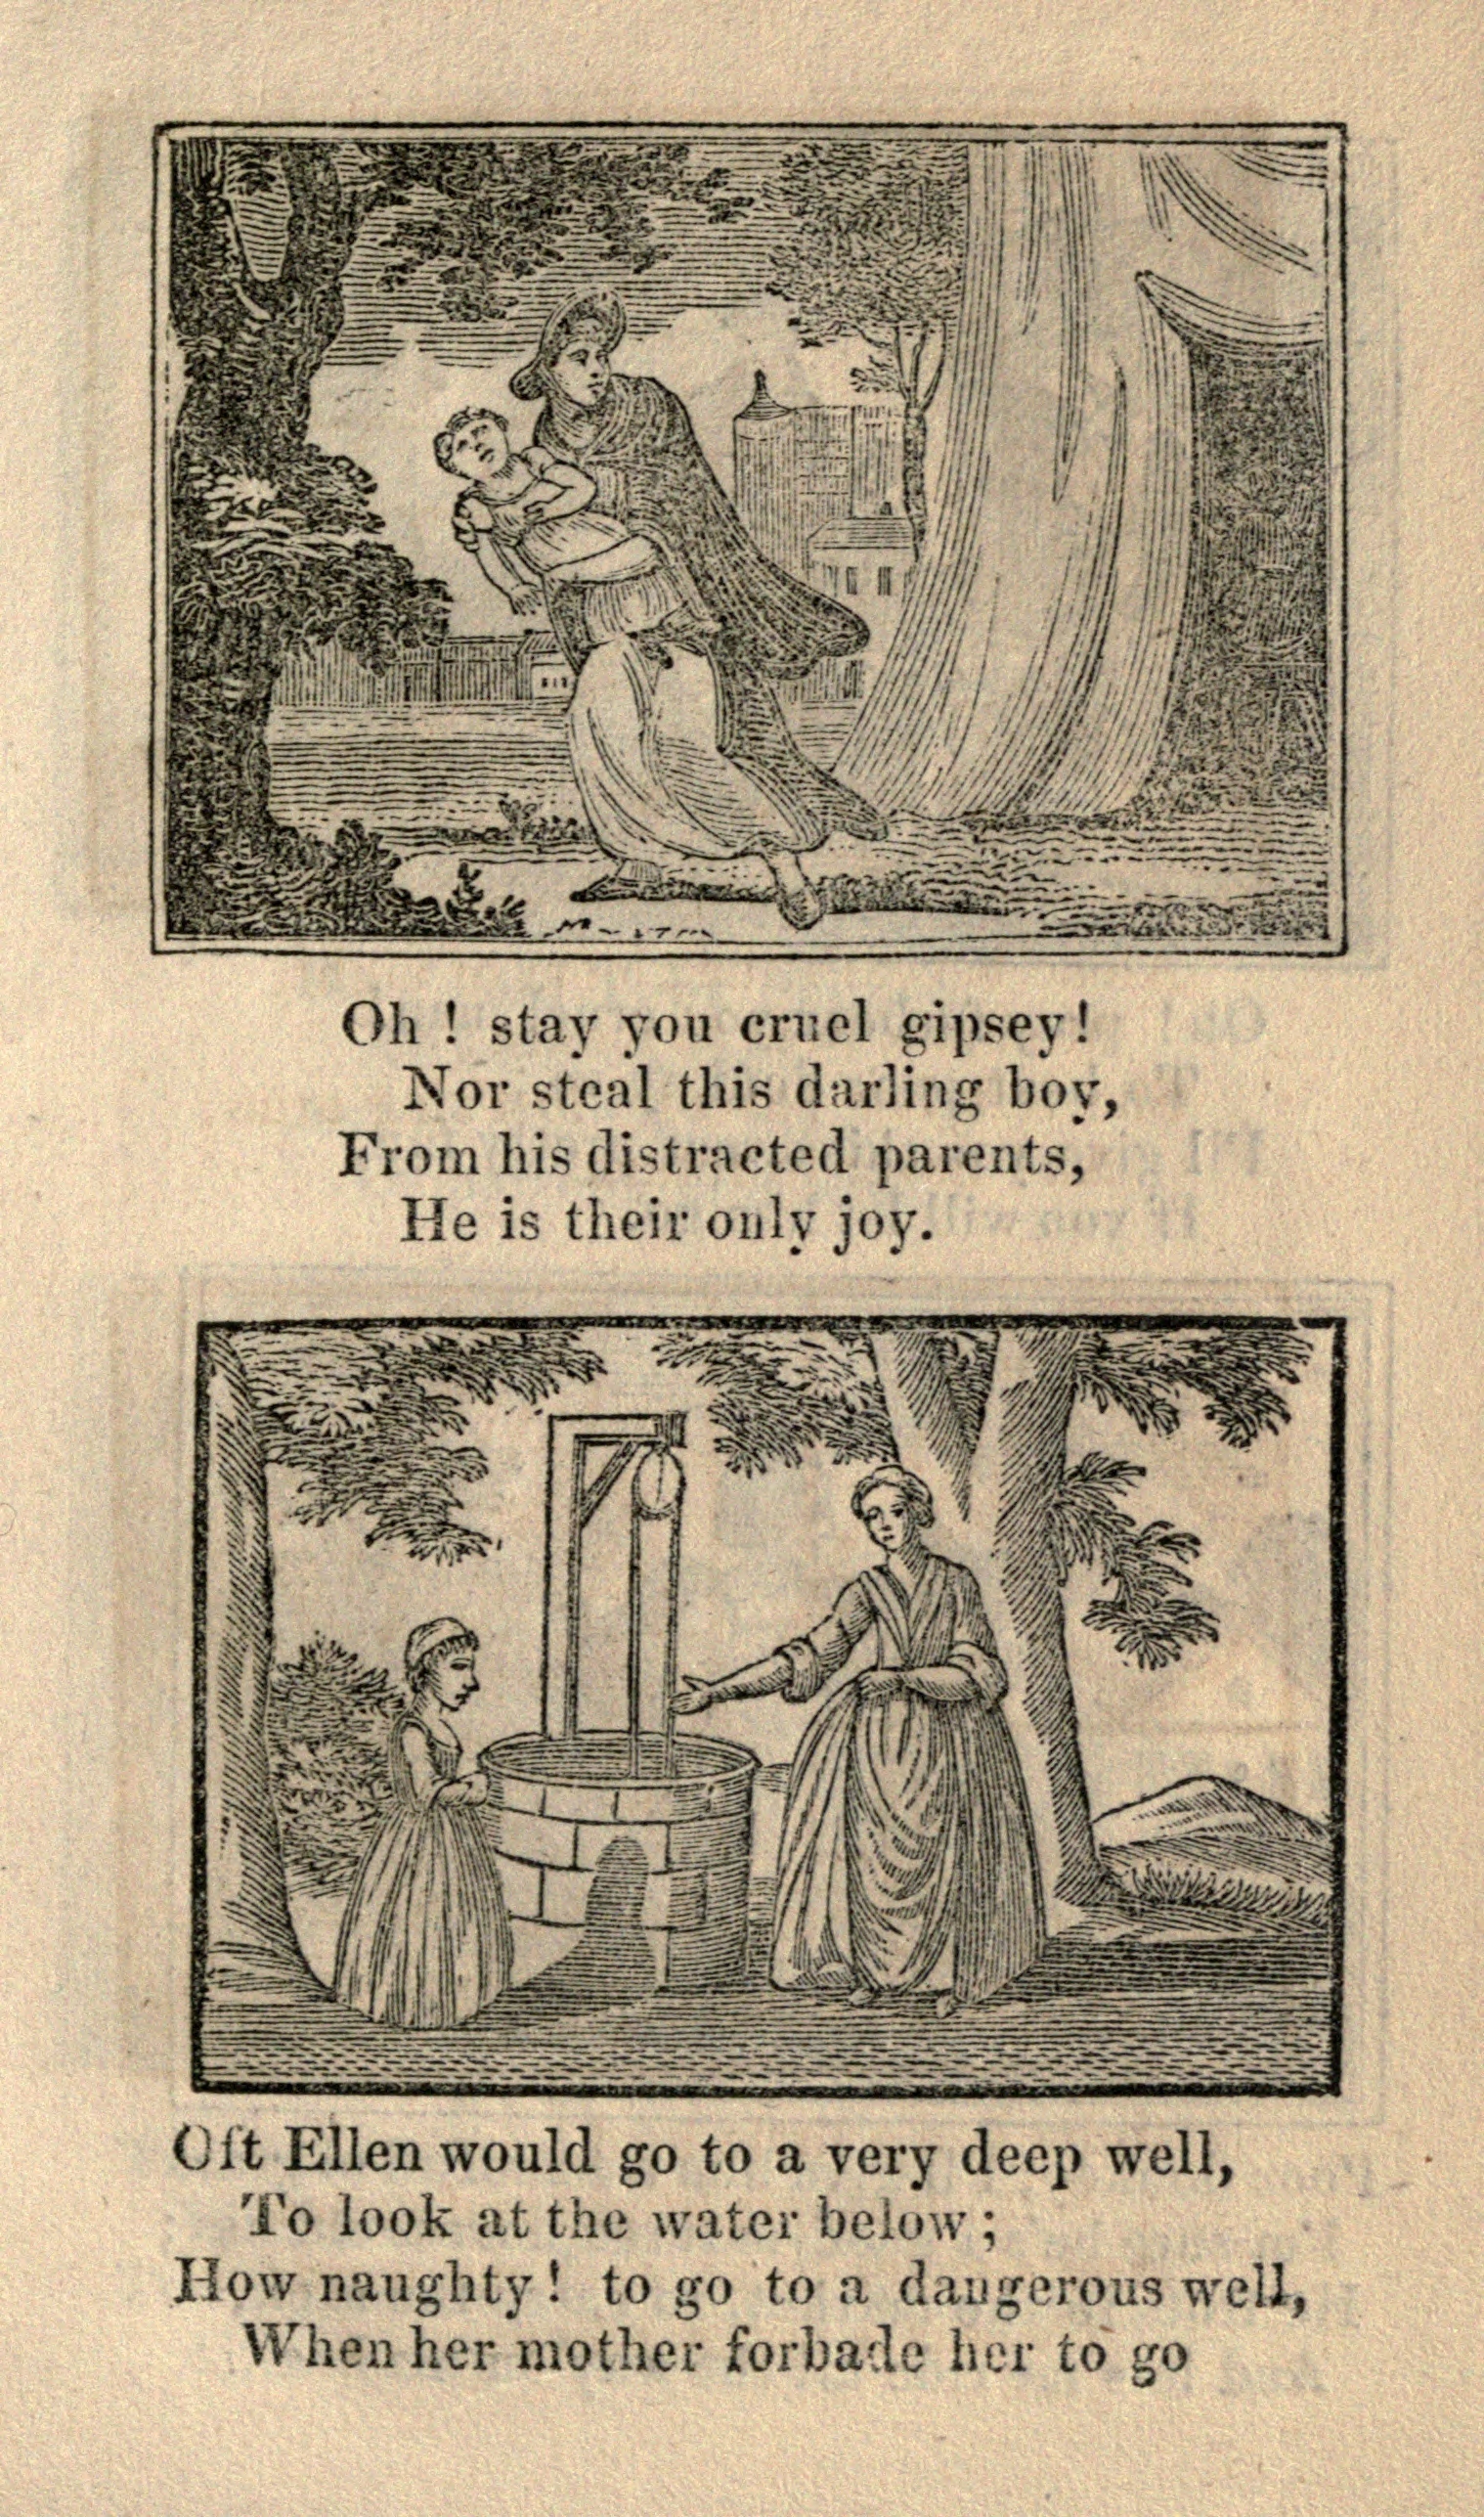 Oh ! stay you cruel gipsey!
Nor steal this darling boy,
From his distracted parents,
He is their only joy.
Oft Ellen would go to a very deep well,
To look at the water below ;
How naughty! to go to a dangerous well,
When her mother forbade her to go